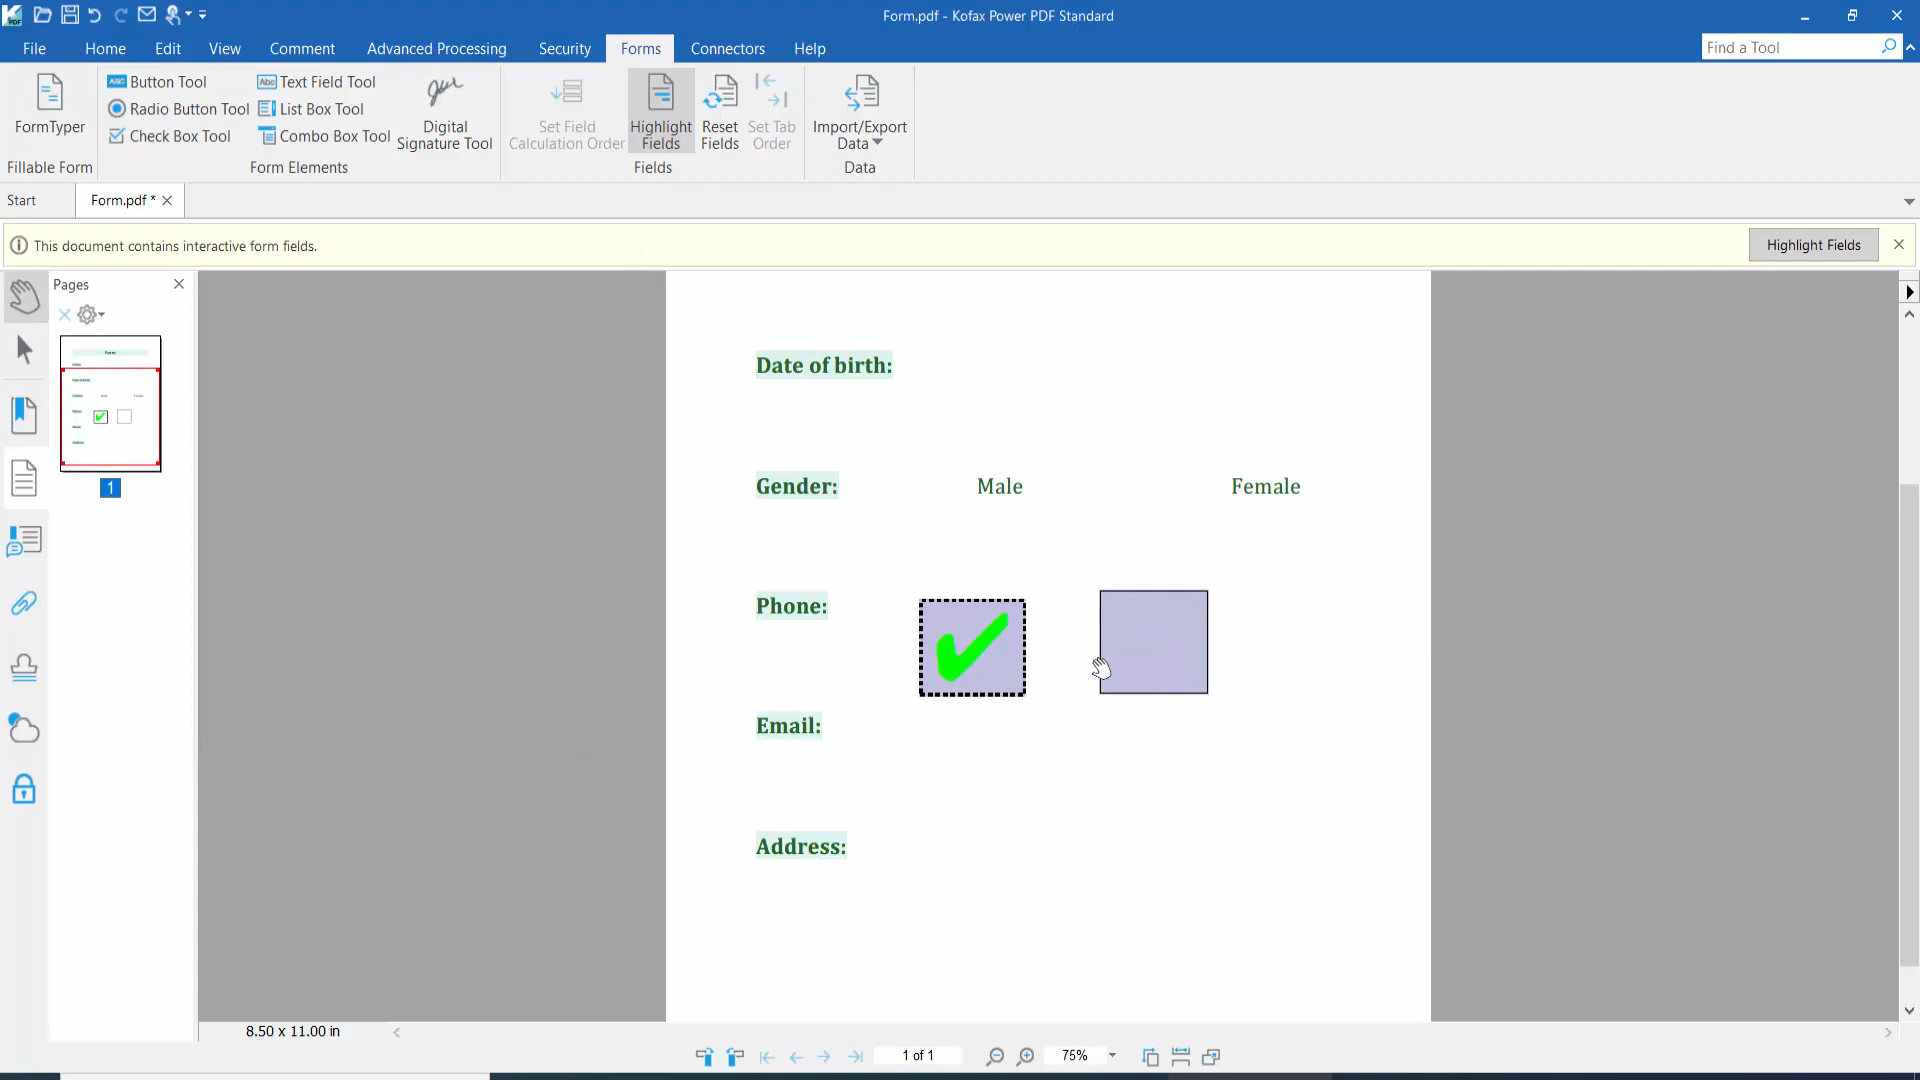 Form.pdf - Kofax Power PDF Standard
File Home Edit View Comment Advanced Processing Security Forms Connectors Help
Find a Tool
FormTyper
Fillable Form
Button Tool
Radio Button Tool
Check Box Tool
Text Field Tool
List Box Tool
Combo Box Tool
Digital
Signature Tool
Form Elements
Set Field
Calculation Order
Highlight
Fields
Reset
Fields
Set Tab
Order
Fields
Import/Export
Data
Data
Start
Form.pdf *
This document contains interactive form fields.
Highlight Fields
Pages
1
Date of birth:
Gender: Male Female
Phone:
Email:
Address:
8.50 x 11.00 in
1 of 1
75%